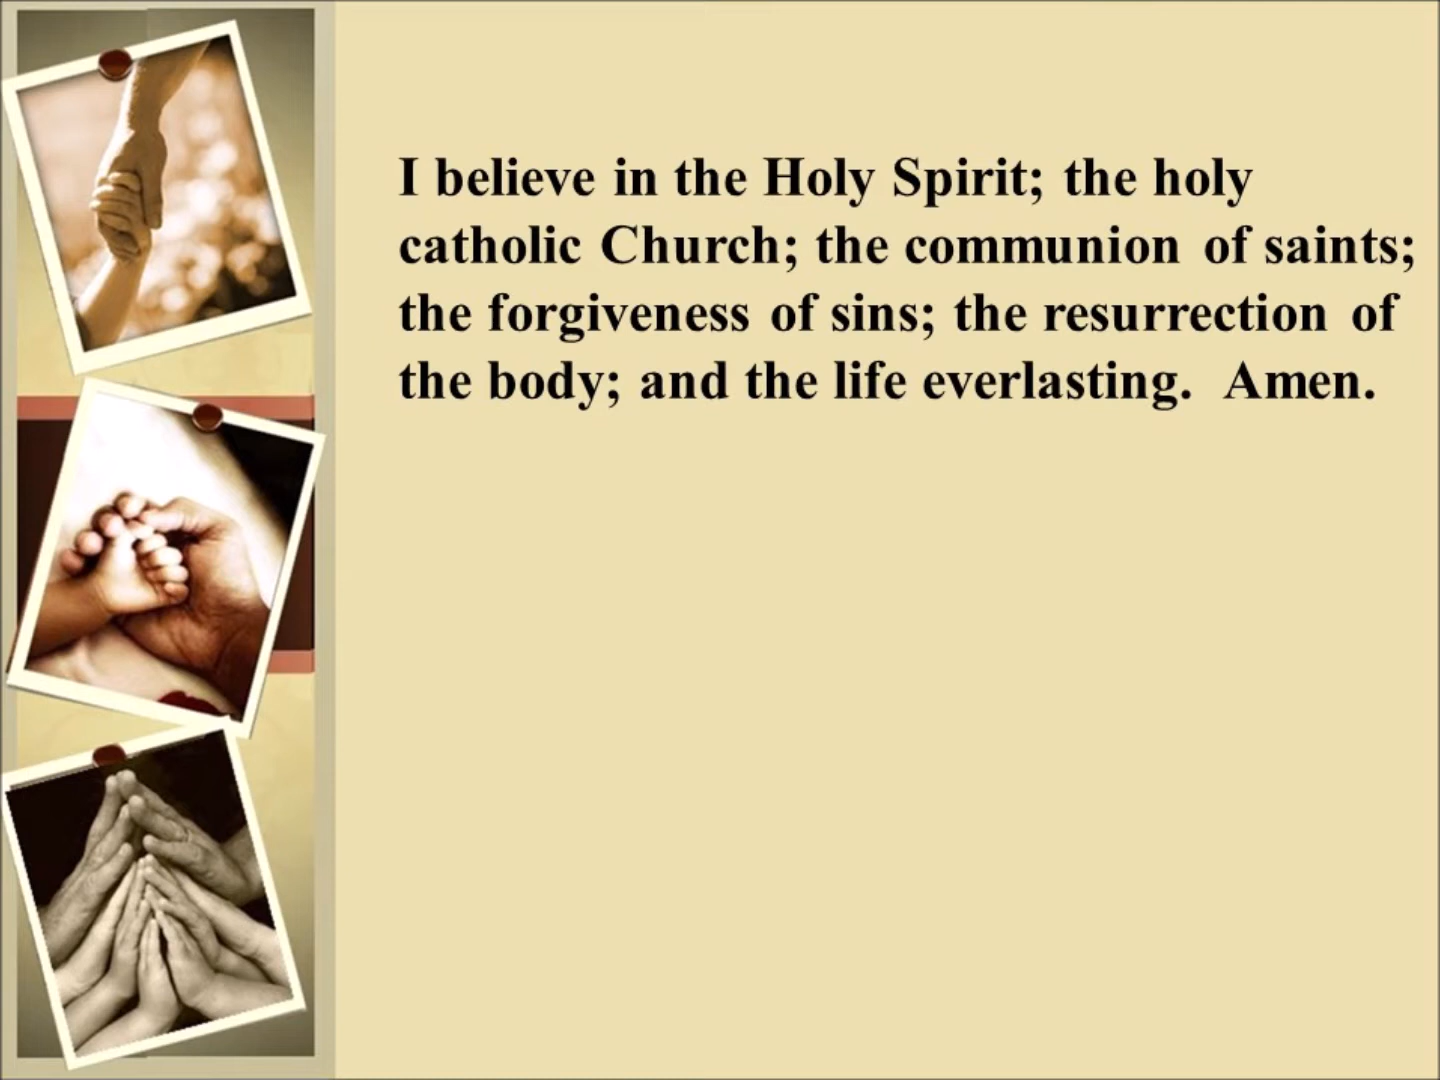 I believe in the Holy Spirit; the holy
catholic Church; the communion of saints;
the forgiveness of sins; the resurrection of
the body; and the life everlasting.  Amen.